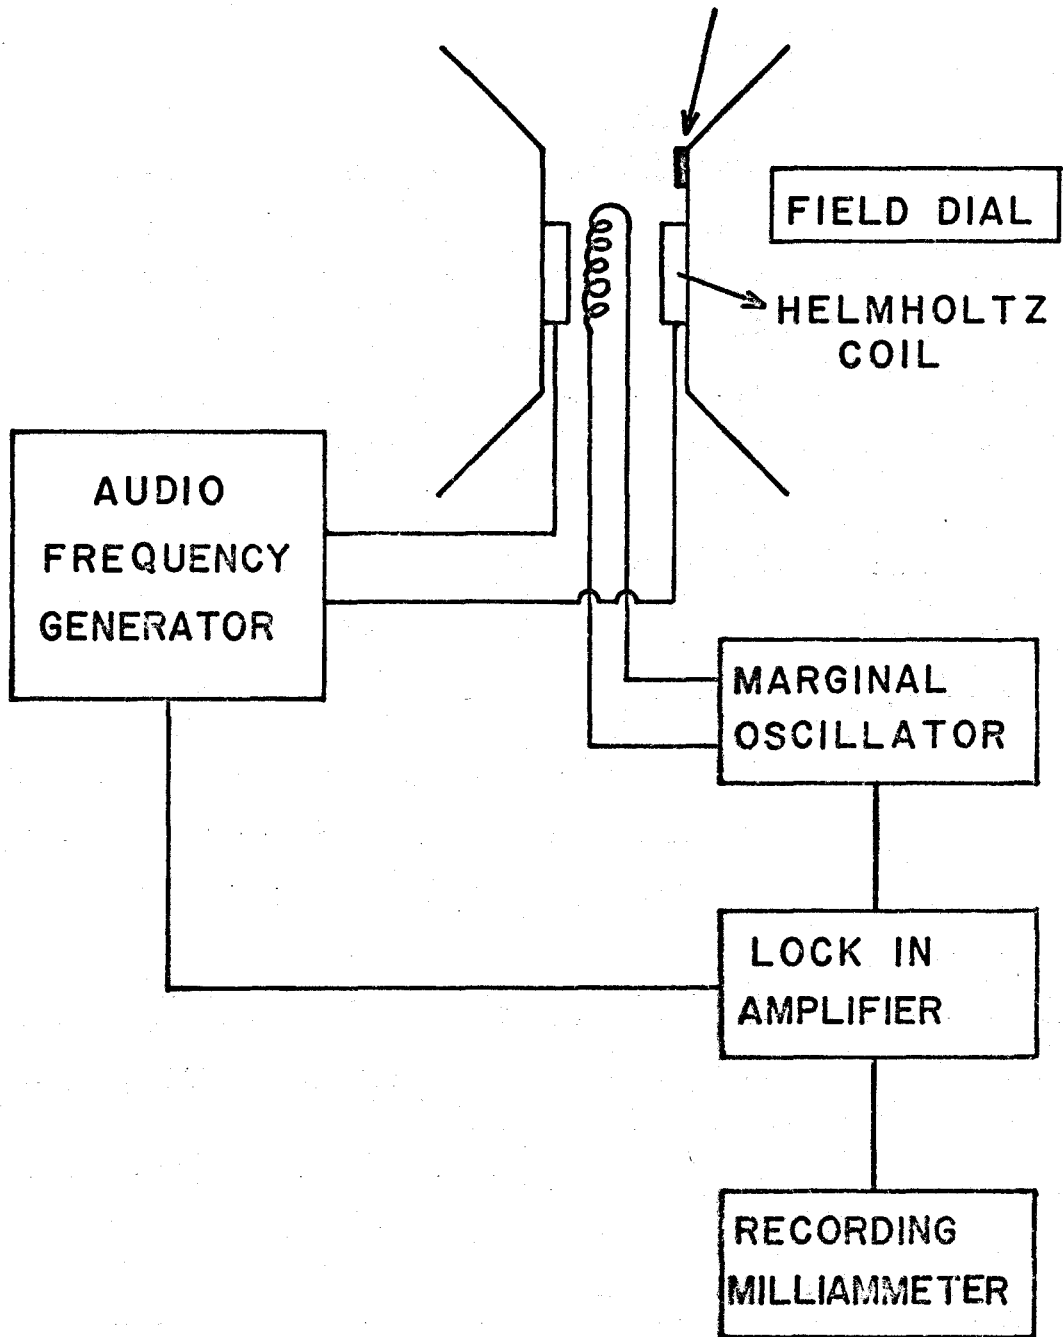 FIELD DIAL
HELMHOLTZ
COIL
AUDIO
FREQUENCY
GENERATOR
MARGINAL
OSCILLATOR
LOCK IN
AMPLIFIER
RECORDING
MILLIAMMETER